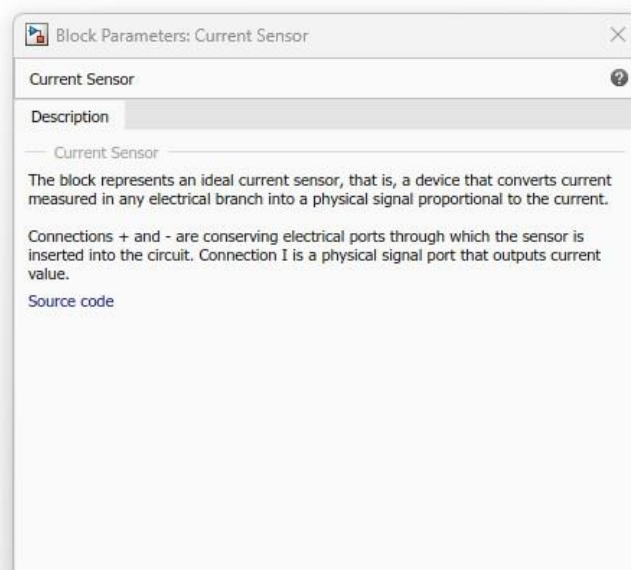 Block Parameters: Current Sensor
Current Sensor
Description
Current Sensor
The block represents an ideal current sensor, that is, a device that converts current
measured in any electrical branch into a physical signal proportional to the current.
Connections + and - are conserving electrical ports through which the sensor is
inserted into the circuit. Connection I is a physical signal port that outputs current
value.
Source code